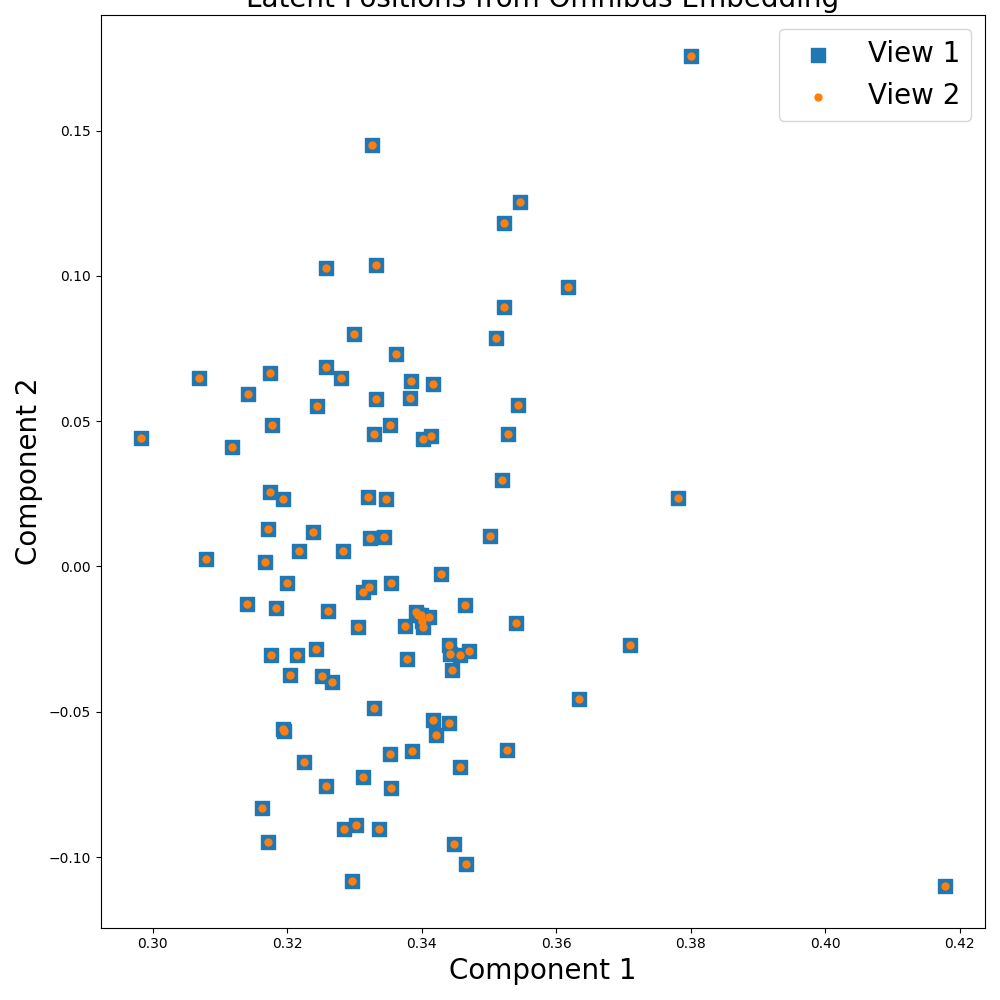 Latent Positions from Omnibus Embedding
View 1
View 2
Component 2
0.15
0.10
0.05
0.00
−0.05
−0.10
0.30 0.32 0.34 0.36 0.38 0.40 0.42
Component 1